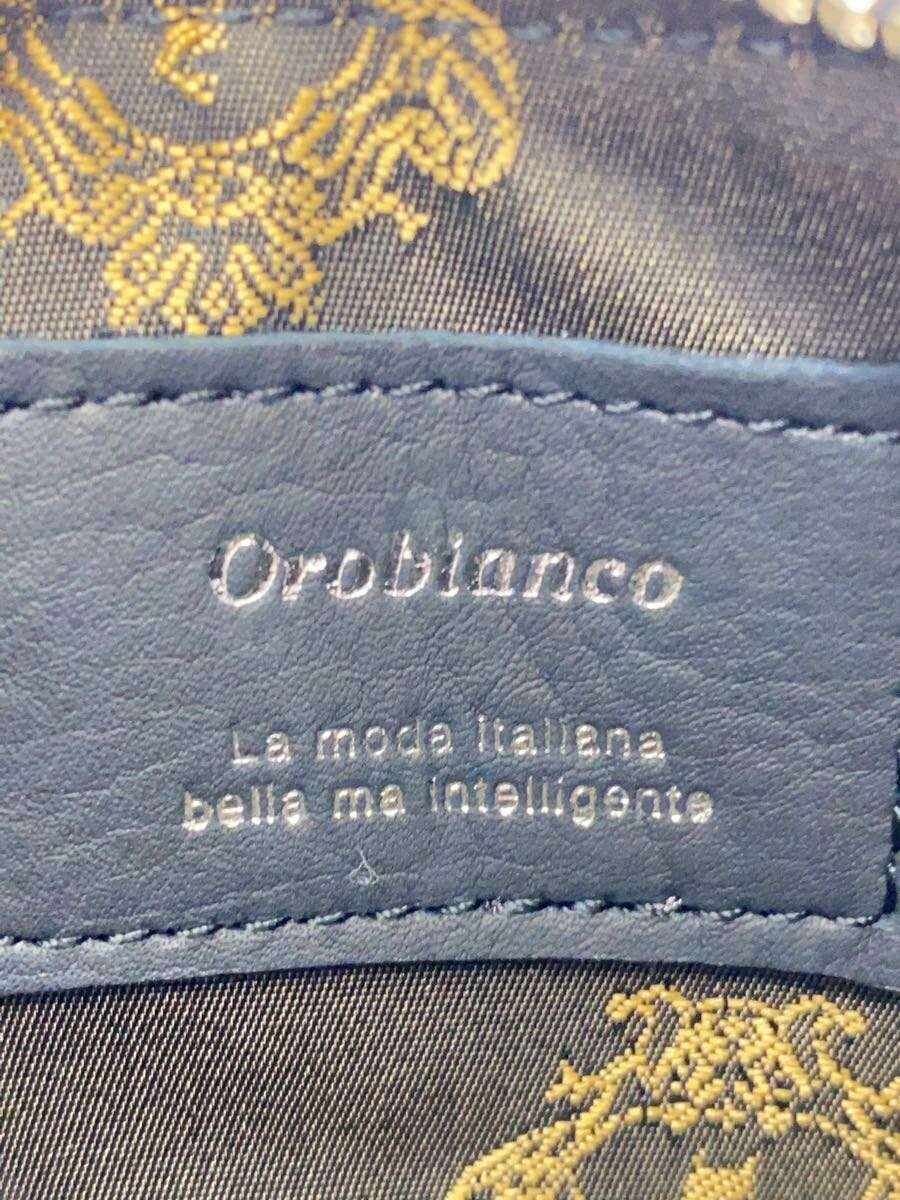 Orobianco
La moda italiana
bella ma intelligente